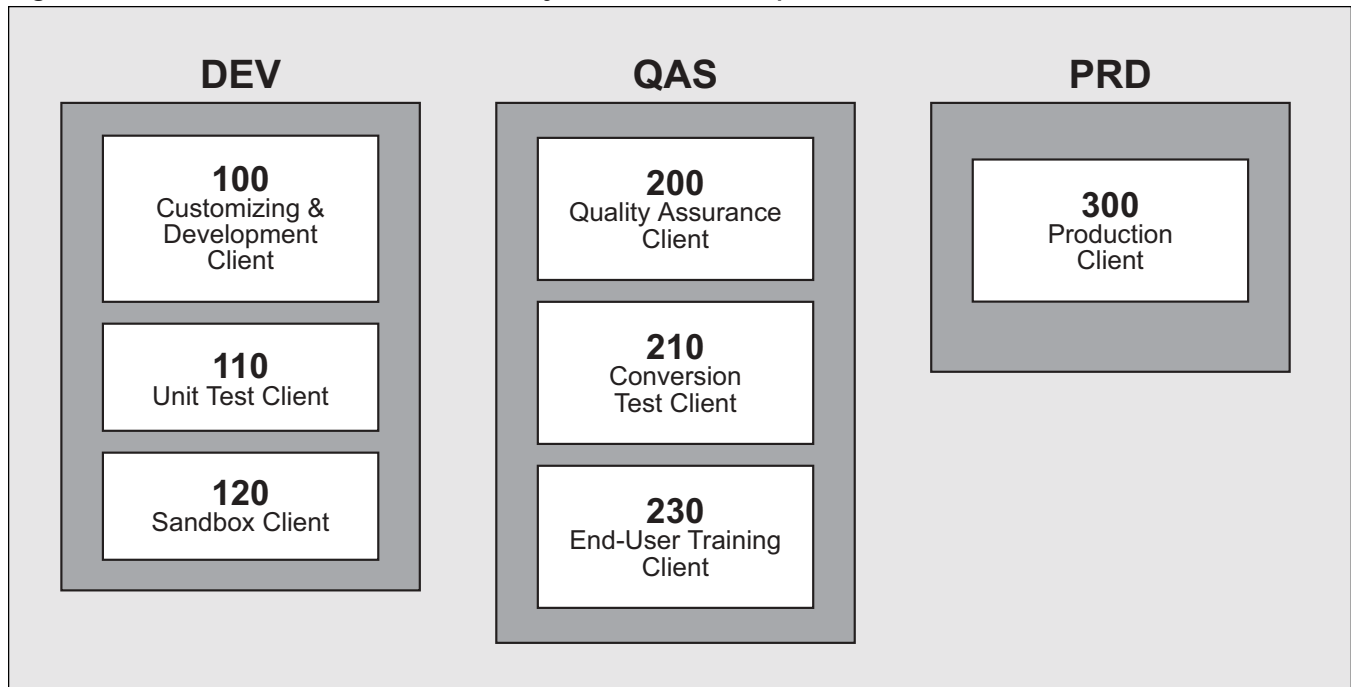 DEV
100
Customizing &
Development
Client
110
Unit Test Client
120
Sandbox Client
QAS
200
Quality Assurance
Client
210
Conversion
Test Client
230
End-User Training
Client
PRD
300
Production
Client